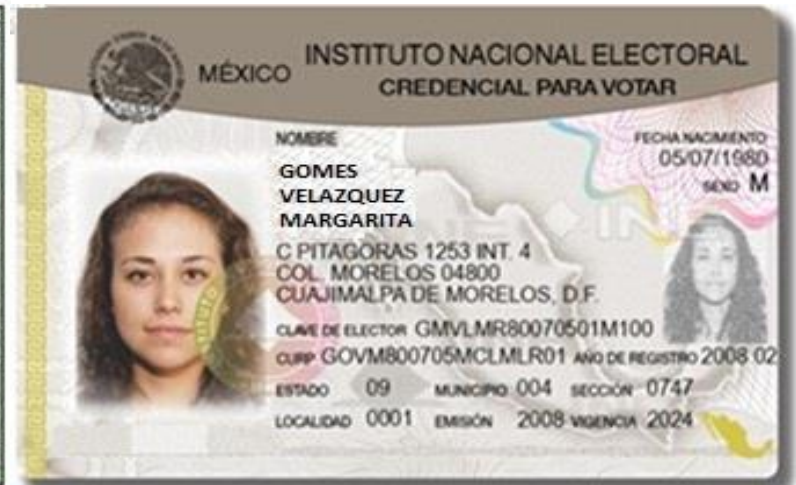 MÉXICO
INSTITUTO NACIONAL ELECTORAL
CREDENCIAL PARA VOTAR
NOMBRE
GOMES
VELAZQUEZ
MARGARITA
FECHA NACIMIENTO
05/07/1980
SEXO M
C PITAGORAS 1253 INT. 4
COL. MORELOS 04800
CUAJIMALPA DE MORELOS, D.F.
CLAVE DE ELECTOR GMVLMR80070501M100
CURP GOVM800705MCLMLR01 AÑO DE REGISTRO 2008 02
ESTADO 09 MUNICIPIO 004 SECCIÓN 0747
LOCALIDAD 0001 EMISIÓN 2008 VIGENCIA 2024